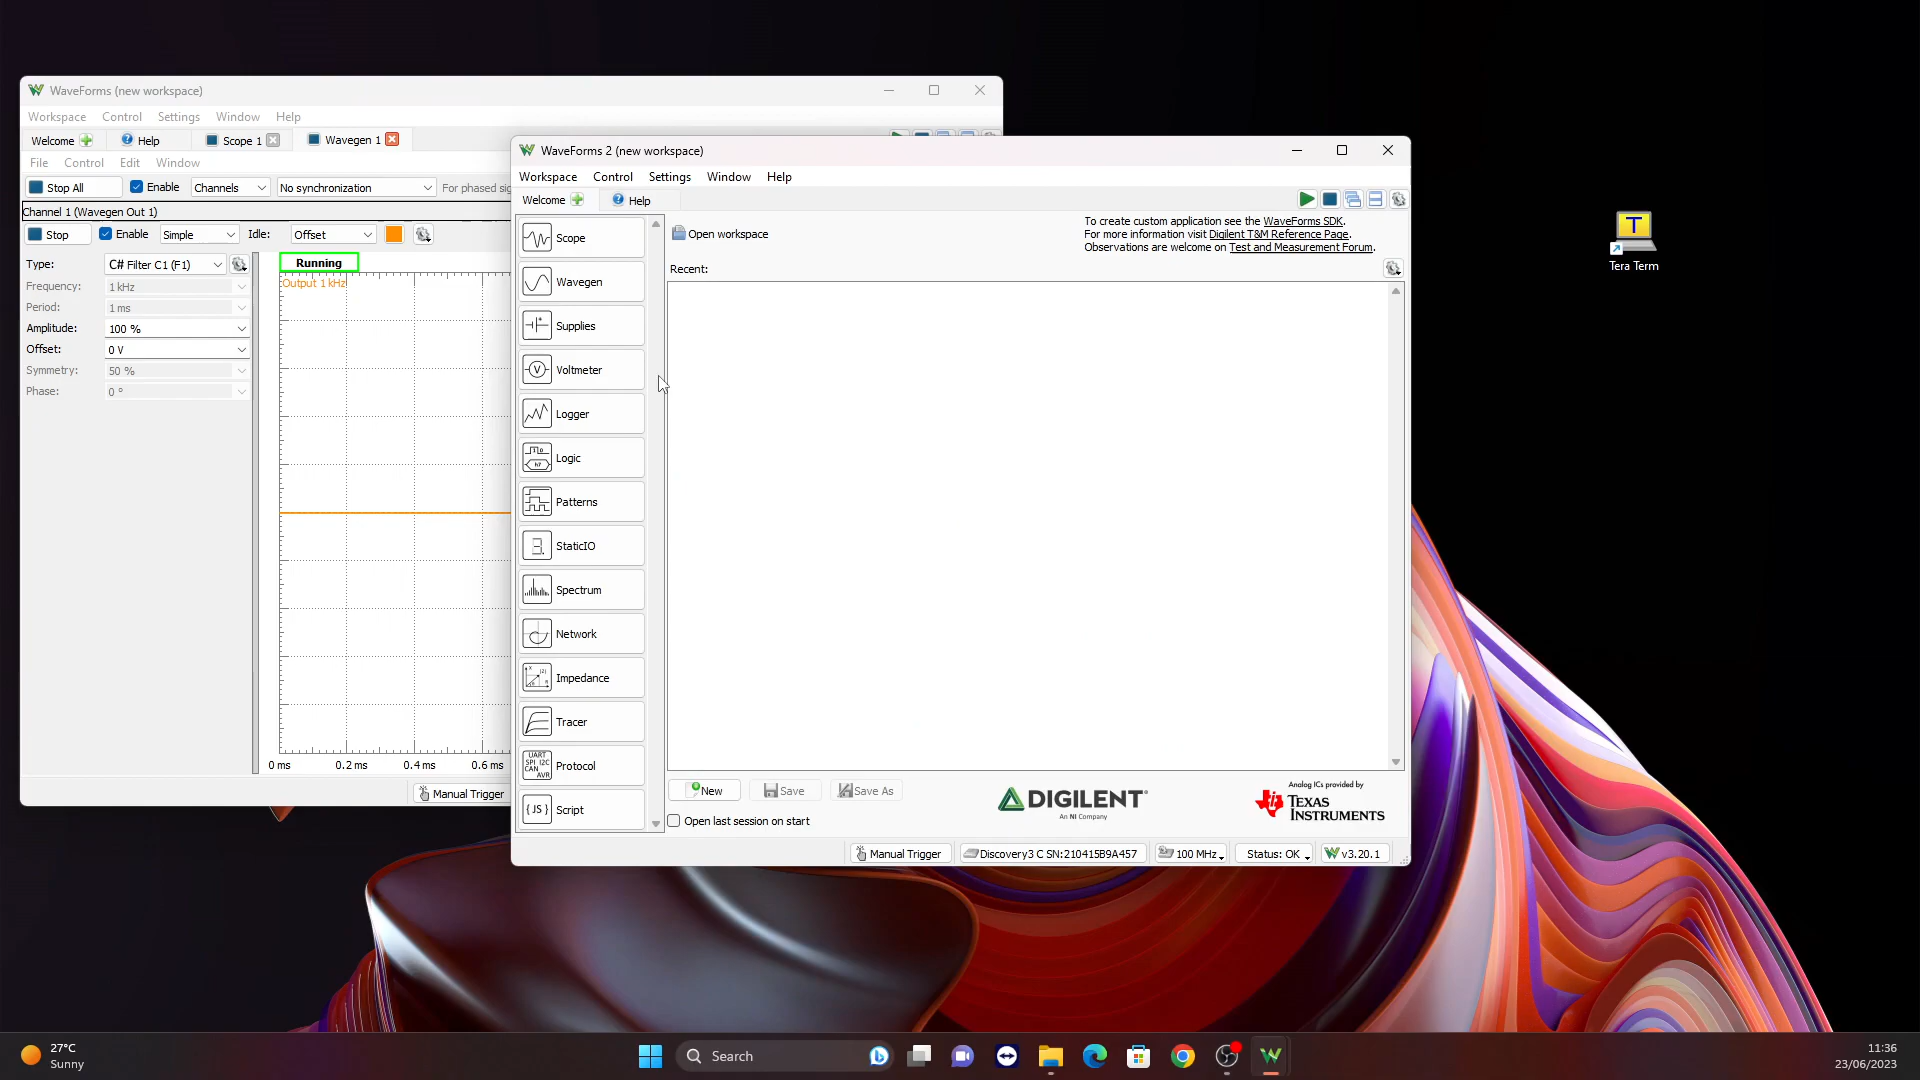 WaveForms (new workspace)
Workspace Control Settings Window Help
Welcome Help Scope 1 Wavegen 1
File Control Edit Window
Stop All Enable Channels No synchronization For phased sig
Channel 1 (Wavegen Out 1)
Stop Enable Simple Idle: Offset
Type: C# Filter C1 (F1)
Frequency: 1 kHz
Period: 1 ms
Amplitude: 100 %
Offset: 0 V
Symmetry: 50 %
Phase: 0 °
Running
Output 1 kHz
0 ms 0.2 ms 0.4 ms 0.6 ms
Manual Trigger
WaveForms 2 (new workspace)
Workspace Control Settings Window Help
Welcome Help
Scope
Wavegen
Supplies
V Voltmeter
Logger
Logic
Patterns
StaticIO
Spectrum
Network
Impedance
Tracer
UART SPI I2C CAN AVR Protocol
{JS} Script
Open workspace
To create custom application see the WaveForms SDK.
For more information visit Digilent T&M Reference Page.
Observations are welcome on Test and Measurement Forum.
Recent:
New Save Save As
Open last session on start
DIGILENT
An NI Company
Analog ICs provided by
TEXAS INSTRUMENTS
Manual Trigger Discovery3 C SN:210415B9A457 100 MHz Status: OK v3.20.1
T
Tera Term
27°C
Sunny
Search
11:36
23/06/2023